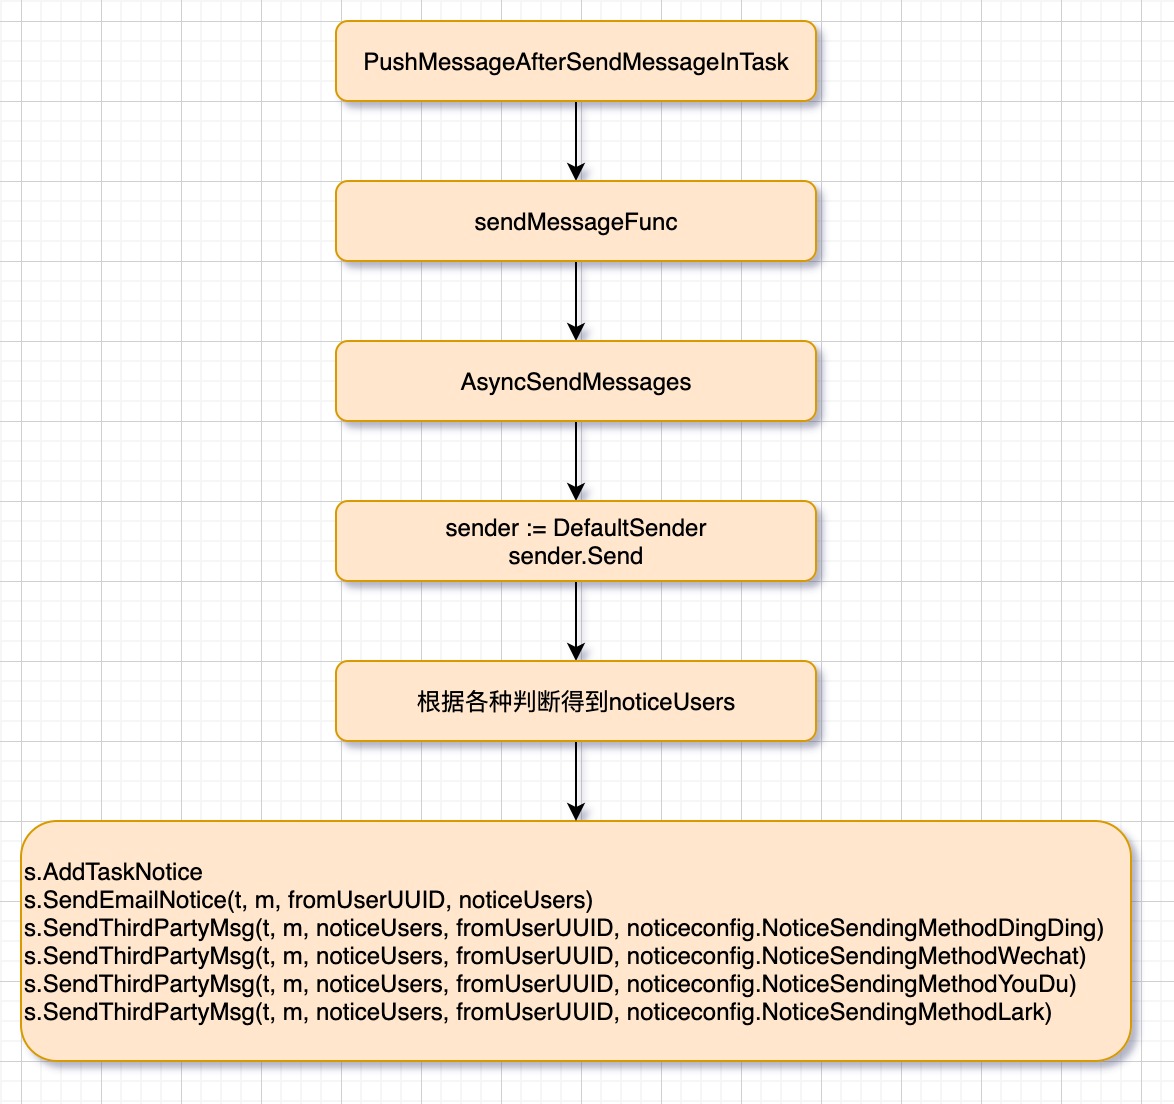 PushMessageAfterSendMessageInTask
sendMessageFunc
AsyncSendMessages
sender := DefaultSender
sender.Send
根据各种判断得到noticeUsers
s.AddTaskNotice
s.SendEmailNotice(t, m, fromUserUUID, noticeUsers)
s.SendThirdPartyMsg(t, m, noticeUsers, fromUserUUID, noticeconfig.NoticeSendingMethodDingDing)
s.SendThirdPartyMsg(t, m, noticeUsers, fromUserUUID, noticeconfig.NoticeSendingMethodWechat)
s.SendThirdPartyMsg(t, m, noticeUsers, fromUserUUID, noticeconfig.NoticeSendingMethodYouDu)
s.SendThirdPartyMsg(t, m, noticeUsers, fromUserUUID, noticeconfig.NoticeSendingMethodLark)